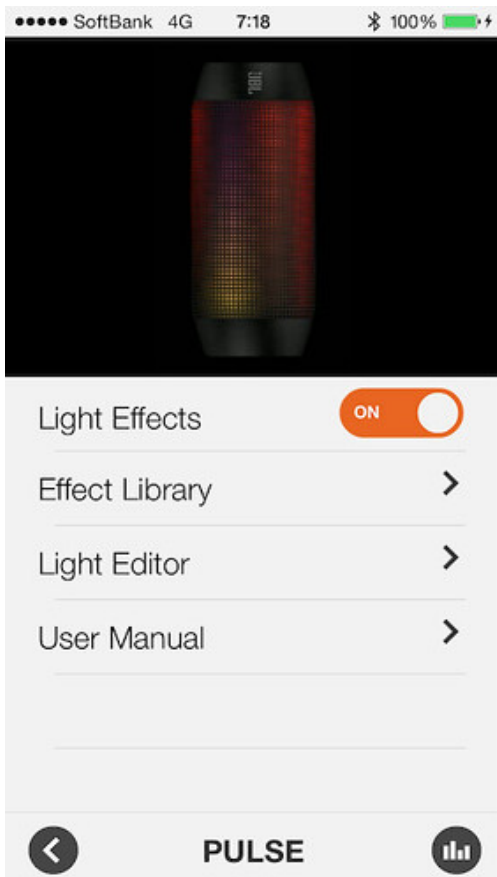 SoftBank 4G 7:18 100%
JBL
Light Effects ON
Effect Library
Light Editor
User Manual
PULSE